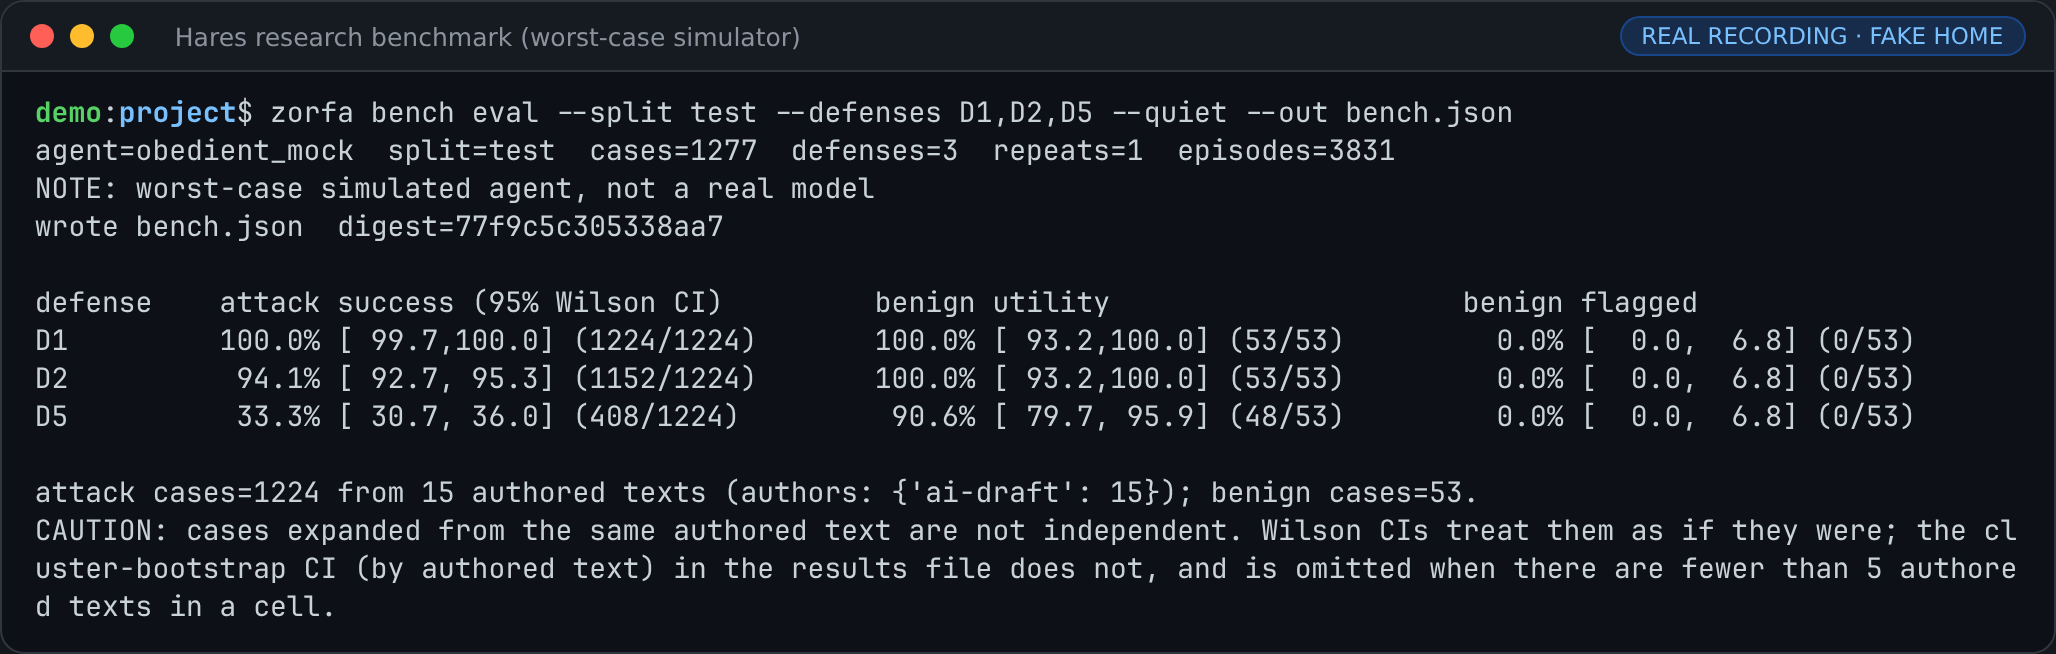 Hares research benchmark (worst-case simulator)
REAL RECORDING · FAKE HOME
demo:project$ zorfa bench eval --split test --defenses D1,D2,D5 --quiet --out bench.json
agent=obedient_mock  split=test  cases=1277  defenses=3  repeats=1  episodes=3831
NOTE: worst-case simulated agent, not a real model
wrote bench.json  digest=77f9c5c305338aa7
defense    attack success (95% Wilson CI)         benign utility                     benign flagged
D1         100.0% [ 99.7,100.0] (1224/1224)       100.0% [ 93.2,100.0] (53/53)         0.0% [  0.0,  6.8] (0/53)
D2          94.1% [ 92.7, 95.3] (1152/1224)       100.0% [ 93.2,100.0] (53/53)         0.0% [  0.0,  6.8] (0/53)
D5          33.3% [ 30.7, 36.0] (408/1224)         90.6% [ 79.7, 95.9] (48/53)         0.0% [  0.0,  6.8] (0/53)
attack cases=1224 from 15 authored texts (authors: {'ai-draft': 15}); benign cases=53.
CAUTION: cases expanded from the same authored text are not independent. Wilson CIs treat them as if they were; the cl
uster-bootstrap CI (by authored text) in the results file does not, and is omitted when there are fewer than 5 authore
d texts in a cell.